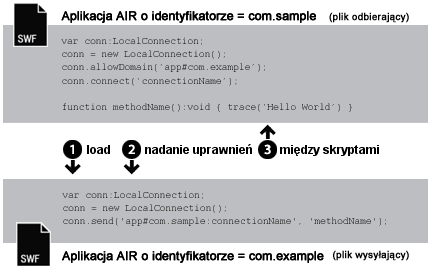 Aplikacja AIR o identyfikatorze = com.sample (plik odbierający)
SWF
var conn:LocalConnection;
conn = new LocalConnection();
conn.allowDomain('app#com.example');
conn.connect('connectionName');
function methodName():void { trace('Hello World') }
1 load 2 nadanie uprawnień 3 między skryptami
var conn:LocalConnection;
conn = new LocalConnection();
conn.send('app#com.sample:connectionName', 'methodName');
SWF
Aplikacja AIR o identyfikatorze = com.example (plik wysyłający)